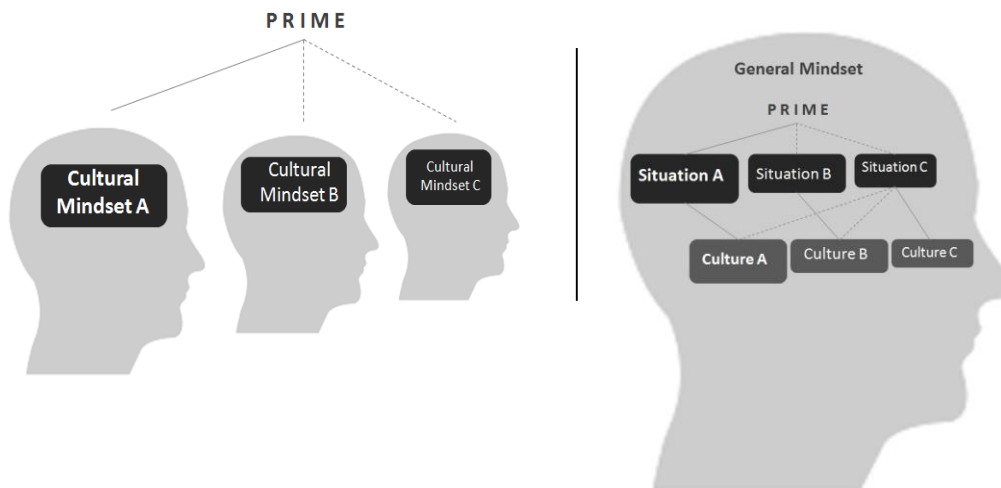 PRIME
Cultural
Mindset A
Cultural
Mindset B
Cultural
Mindset C
General Mindset
PRIME
Situation A
Situation B
Situation C
Culture A
Culture B
Culture C